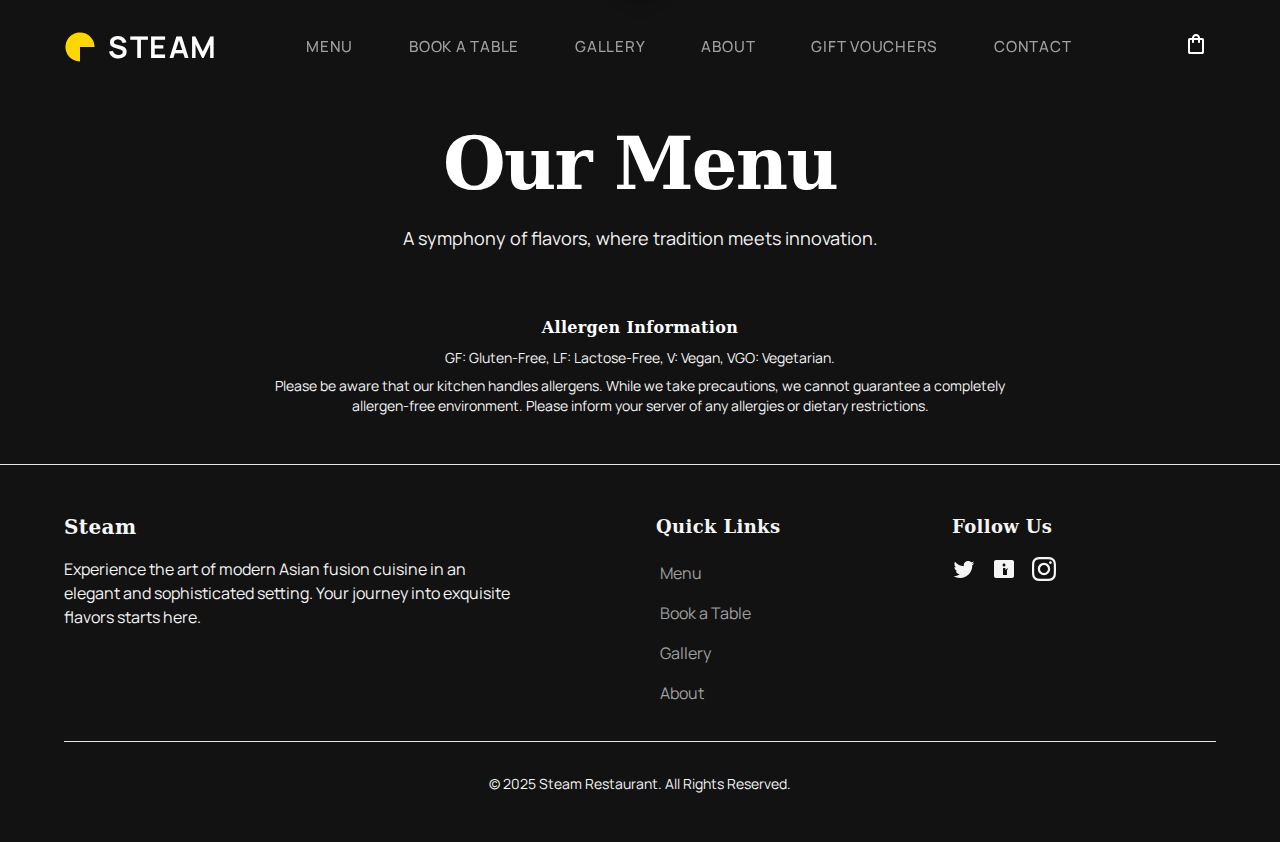 STEAM
MENU
BOOK A TABLE
GALLERY
ABOUT
GIFT VOUCHERS
CONTACT
Our Menu
A symphony of flavors, where tradition meets innovation.
Allergen Information
GF: Gluten-Free, LF: Lactose-Free, V: Vegan, VGO: Vegetarian.
Please be aware that our kitchen handles allergens. While we take precautions, we cannot guarantee a completely
allergen-free environment. Please inform your server of any allergies or dietary restrictions.
Steam
Experience the art of modern Asian fusion cuisine in an
elegant and sophisticated setting. Your journey into exquisite
flavors starts here.
Quick Links
Menu
Book a Table
Gallery
About
Follow Us
© 2025 Steam Restaurant. All Rights Reserved.